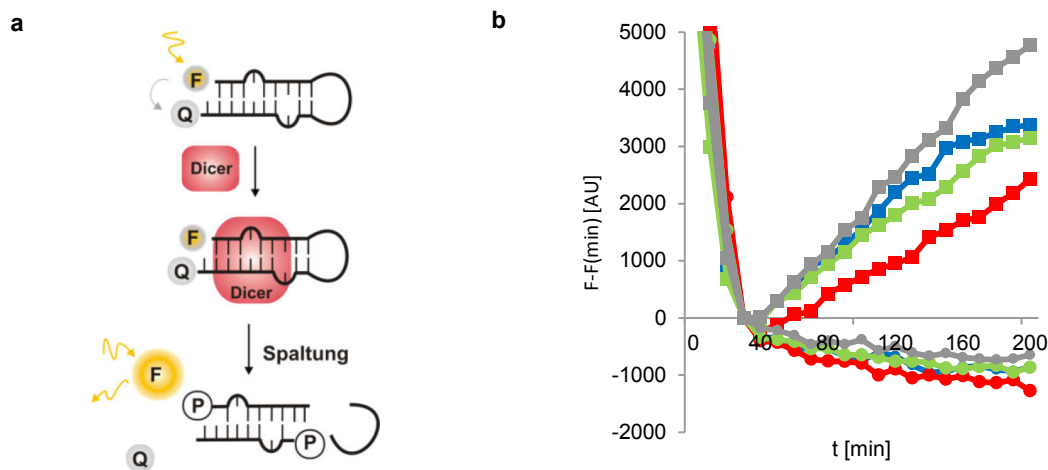 a
F
Q
Dicer
F
Q
Dicer
Spaltung
F
P
P
Q
b
F-F(min) [AU]
5000
4000
3000
2000
1000
0
-1000
-2000
0 40 80 120 160 200
t [min]